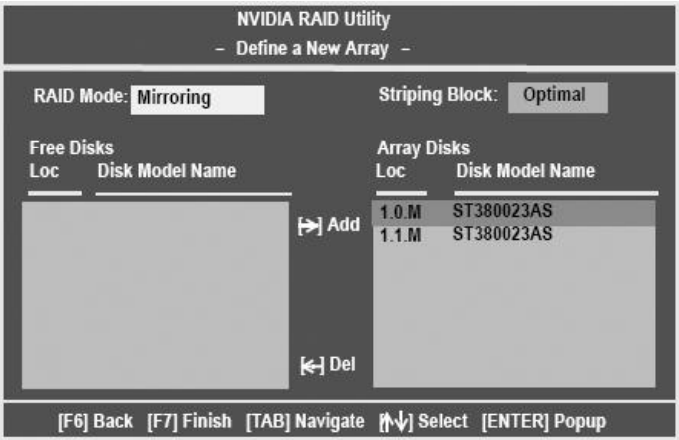 NVIDIA RAID Utility
– Define a New Array –
RAID Mode: Mirroring
Striping Block: Optimal
Free Disks
Loc Disk Model Name
Array Disks
Loc Disk Model Name
1.0.M ST380023AS
1.1.M ST380023AS
[→] Add
[←] Del
[F6] Back [F7] Finish [TAB] Navigate [↑↓] Select [ENTER] Popup